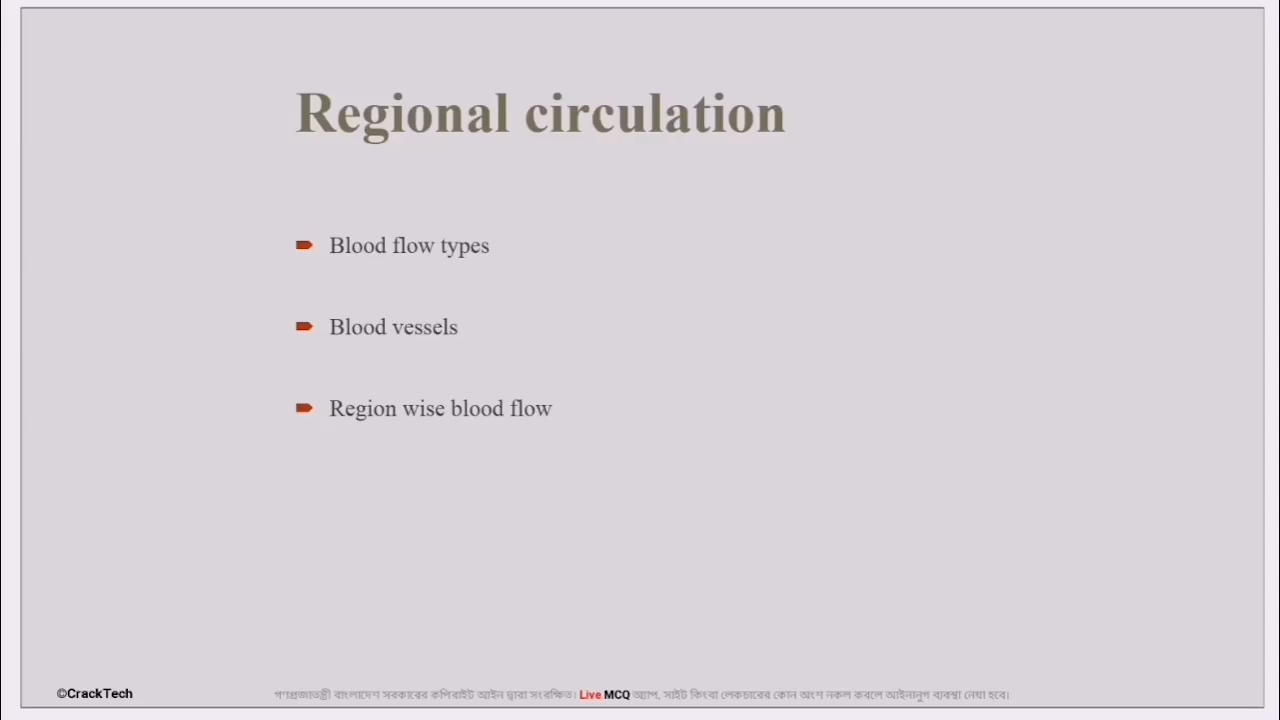 Regional circulation
Blood flow types
Blood vessels
Region wise blood flow
©CrackTech
গণপ্রজাতন্ত্রী বাংলাদেশ সরকারের কপিরাইট আইন দ্বারা সংরক্ষিত। Live MCQ অ্যাপ, সাইট কিংবা লেকচারের কোন অংশ নকল করলে আইনানুগ ব্যবস্থা নেয়া হবে।